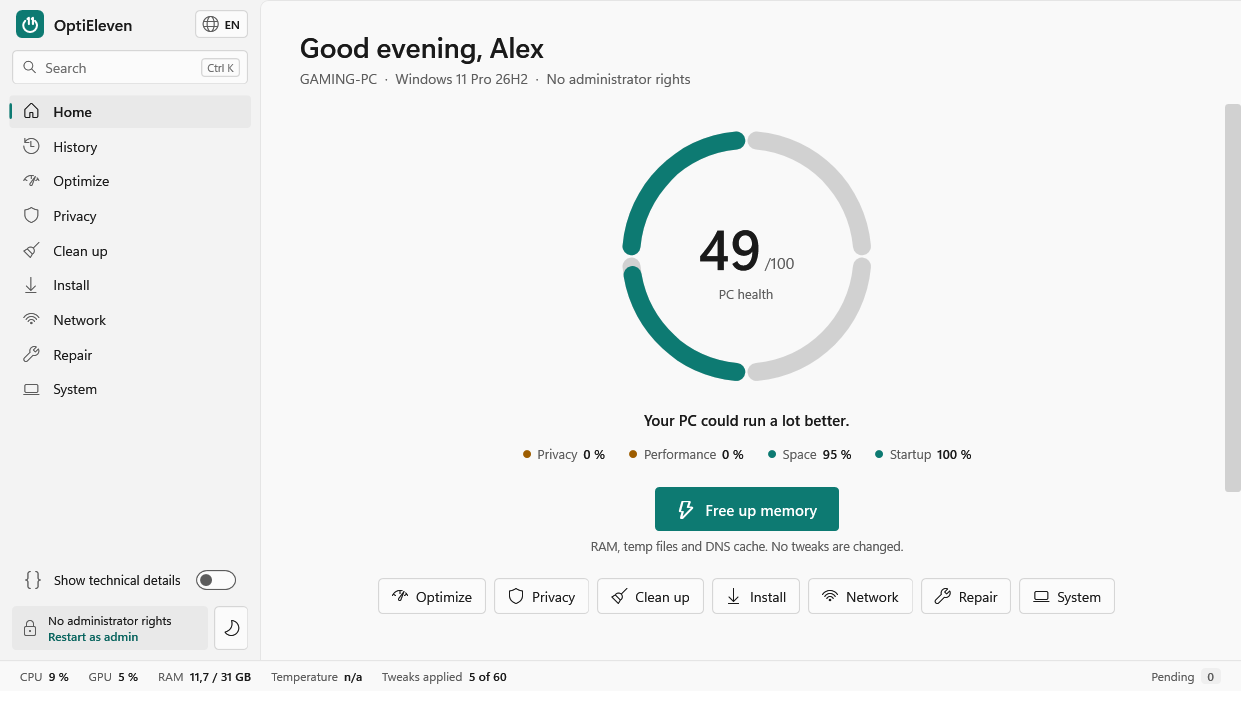 OptiEleven
EN
Search
Ctrl K
Home
History
Optimize
Privacy
Clean up
Install
Network
Repair
System
Show technical details
No administrator rights
Restart as admin
Good evening, Alex
GAMING-PC · Windows 11 Pro 26H2 · No administrator rights
49 /100
PC health
Your PC could run a lot better.
Privacy 0 % Performance 0 % Space 95 % Startup 100 %
Free up memory
RAM, temp files and DNS cache. No tweaks are changed.
Optimize Privacy Clean up Install Network Repair System
CPU 9 % GPU 5 % RAM 11,7 / 31 GB Temperature n/a Tweaks applied 5 of 60 Pending 0